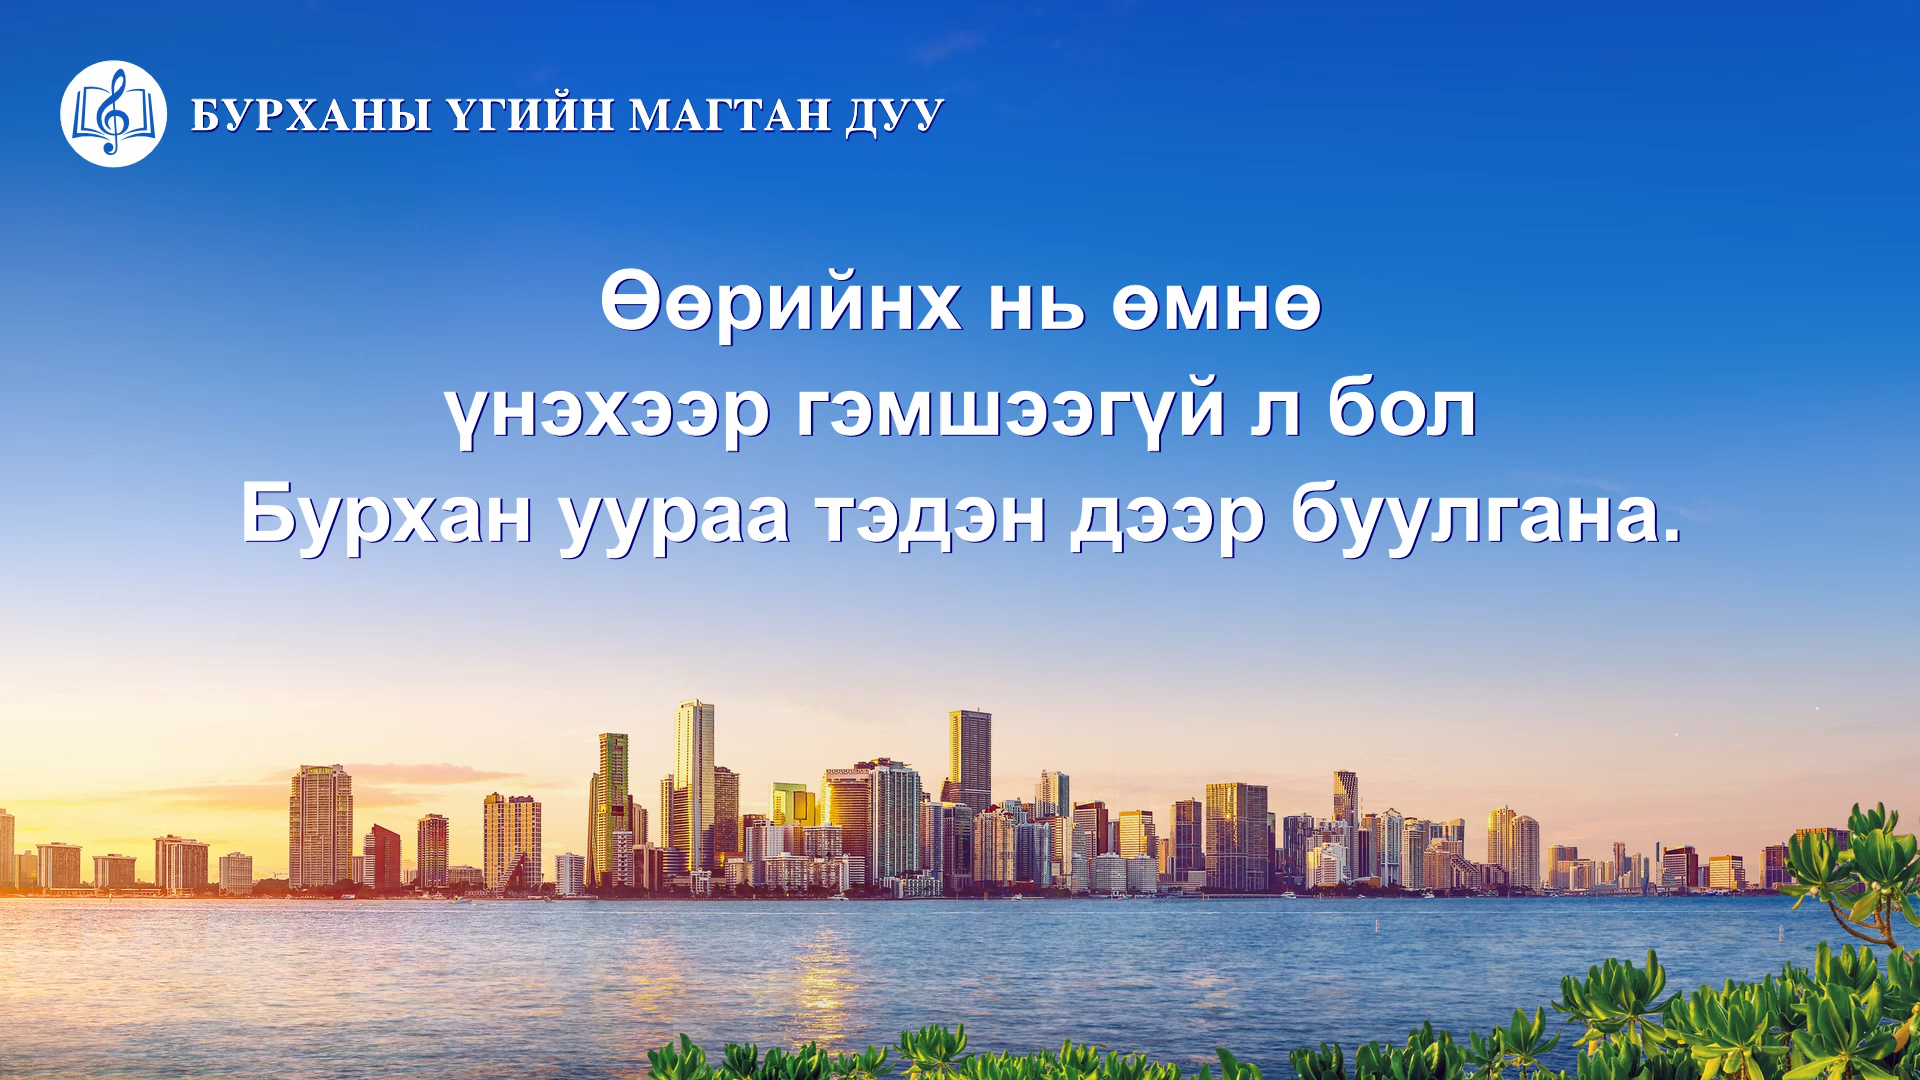 БУРХАНЫ ҮГИЙН МАГТАН ДУУ
Өөрийнх нь өмнө
үнэхээр гэмшээгүй л бол
Бурхан уураа тэдэн дээр буулгана.